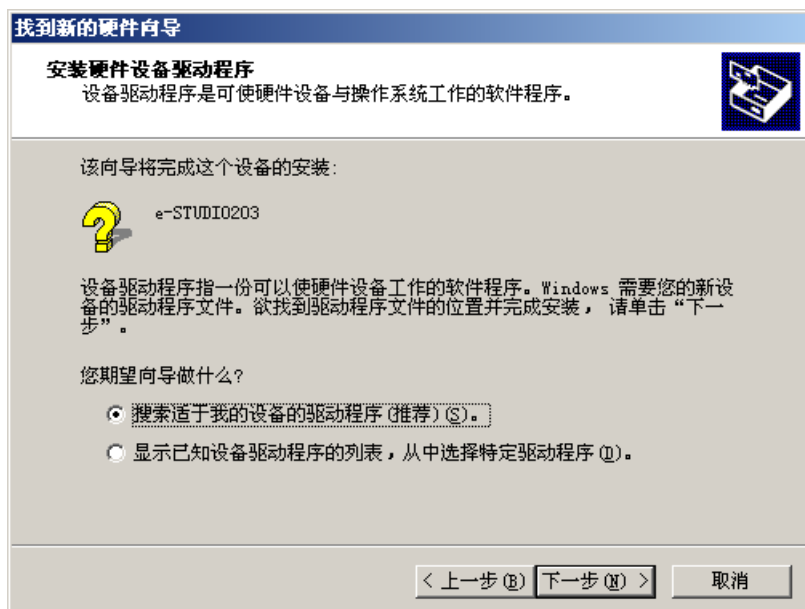 找到新的硬件向导
安装硬件设备驱动程序
设备驱动程序是可使硬件设备与操作系统工作的软件程序。
该向导将完成这个设备的安装:
e-STUDIO203
设备驱动程序指一份可以使硬件设备工作的软件程序。Windows 需要您的新设
备的驱动程序文件。欲找到驱动程序文件的位置并完成安装， 请单击“下一
步”。
您期望向导做什么?
搜索适于我的设备的驱动程序(推荐)(S)。
显示已知设备驱动程序的列表，从中选择特定驱动程序(D)。
< 上一步(B) 下一步(N) > 取消